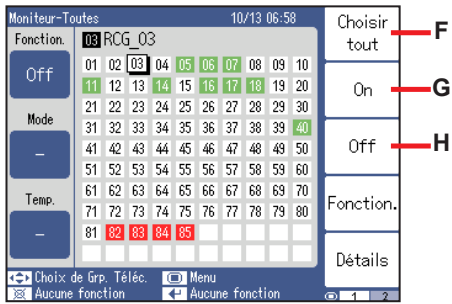 Moniteur-Toutes 10/13 06:58
Fonction.
Off
Mode
–
Temp.
–
03 RCG_03
01 02 03 04 05 06 07 08 09 10
11 12 13 14 15 16 17 18 19 20
21 22 23 24 25 26 27 28 29 30
31 32 33 34 35 36 37 38 39 40
41 42 43 44 45 46 47 48 49 50
51 52 53 54 55 56 57 58 59 60
61 62 63 64 65 66 67 68 69 70
71 72 73 74 75 76 77 78 79 80
81 82 83 84 85
Choisir
tout
On
Off
Fonction.
Détails
1 2
Choix de Grp. Téléc. Menu
Aucune fonction Aucune fonction
F
G
H